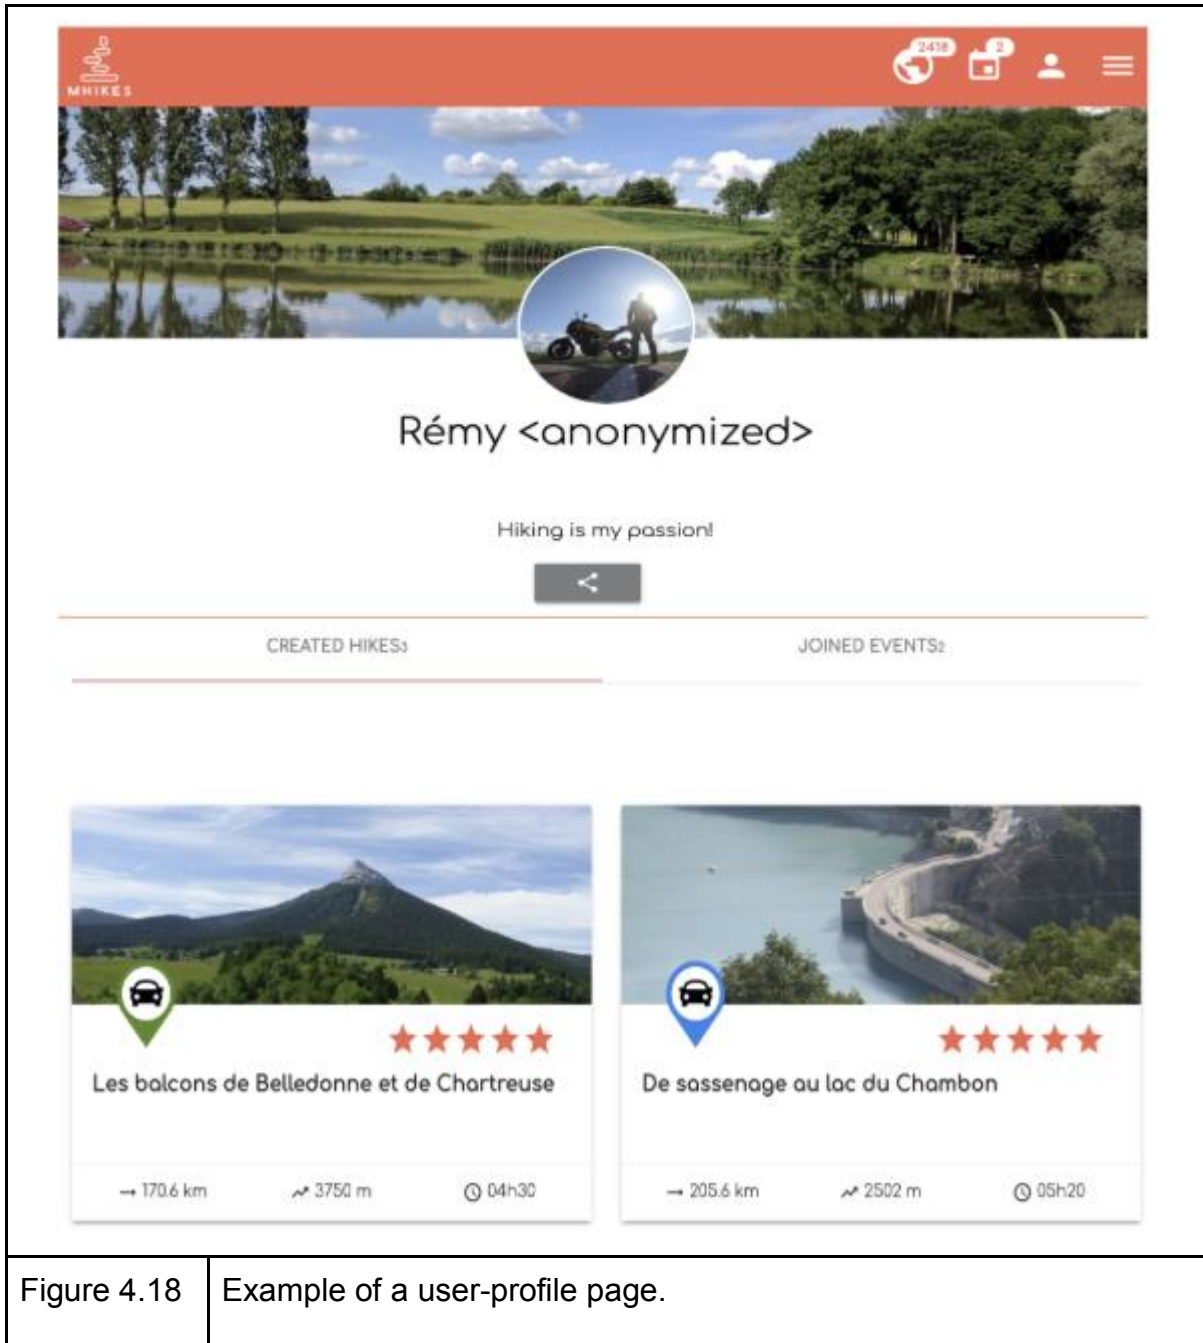 MHIKES
2418
2
Rémy <anonymized>
Hiking is my passion!
CREATED HIKES3
JOINED EVENTS2
Les balcons de Belledonne et de Chartreuse
De sassenage au lac du Chambon
170.6 km
3750 m
04h30
205.6 km
2502 m
05h20
Figure 4.18
Example of a user-profile page.